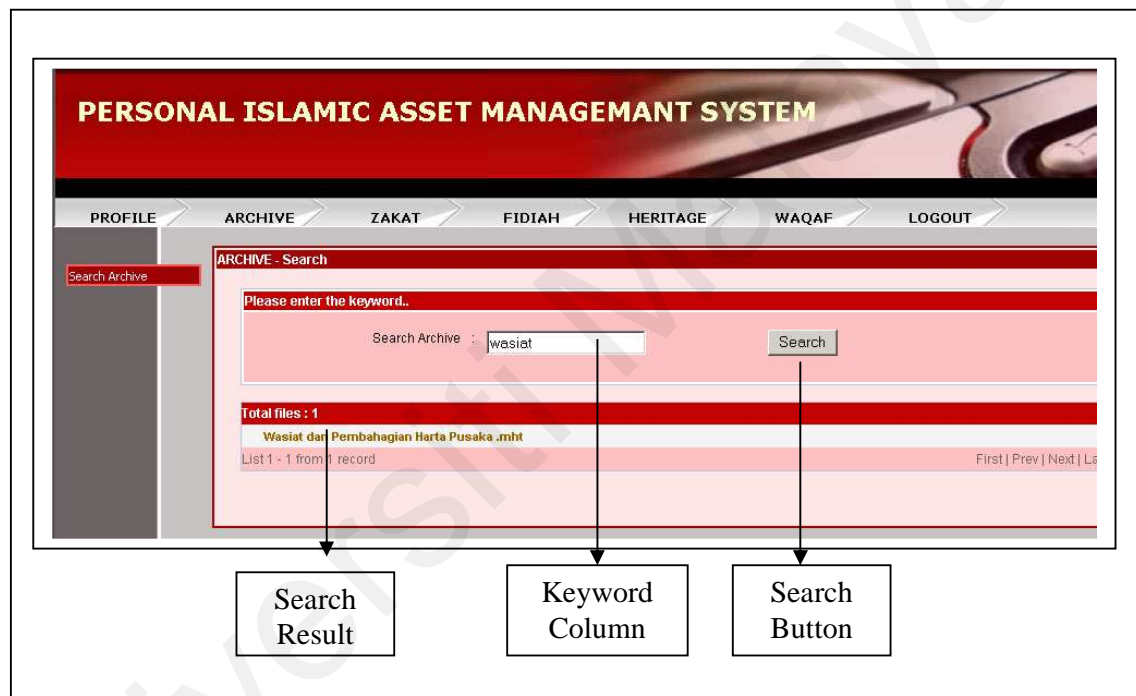 PERSONAL ISLAMIC ASSET MANAGEMANT SYSTEM
PROFILE ARCHIVE ZAKAT FIDIAH HERITAGE WAQAF LOGOUT
Search Archive
ARCHIVE - Search
Please enter the keyword..
Search Archive : wasiat Search
Total files : 1
Wasiat dan Pembahagian Harta Pusaka .mht
List 1 - 1 from 1 record First | Prev | Next | La
Search
Result
Keyword
Column
Search
Button